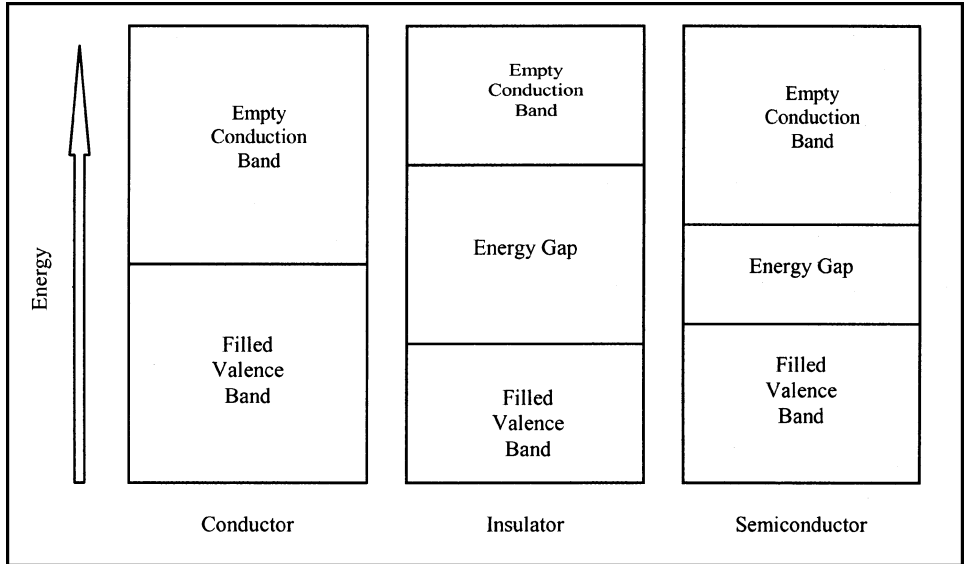 Energy
Empty
Conduction
Band
Filled
Valence
Band
Conductor
Empty
Conduction
Band
Energy Gap
Filled
Valence
Band
Insulator
Empty
Conduction
Band
Energy Gap
Filled
Valence
Band
Semiconductor